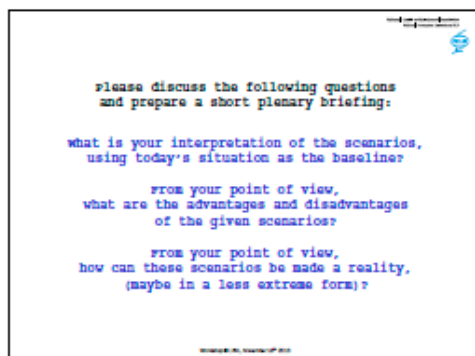 Please discuss the following questions
and prepare a short plenary briefing:
What is your interpretation of the scenarios,
using today's situation as the baseline?
From your point of view,
what are the advantages and disadvantages
of the given scenarios?
From your point of view,
how can these scenarios be made a reality,
(maybe in a less extreme form)?